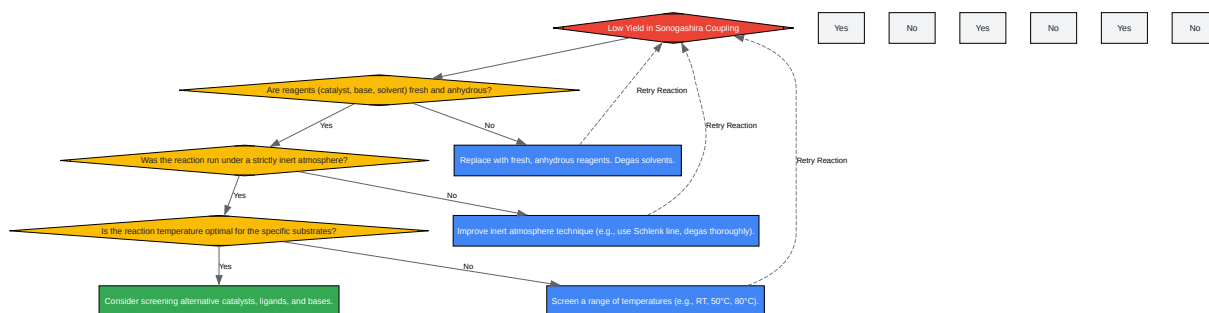 Low Yield in Sonogashira Coupling
Yes
No
Yes
No
Yes
No
Are reagents (catalyst, base, solvent) fresh and anhydrous?
Retry Reaction
Yes
No
Retry Reaction
Was the reaction run under a strictly inert atmosphere?
Replace with fresh, anhydrous reagents. Degas solvents.
Retry Reaction
Yes
No
Is the reaction temperature optimal for the specific substrates?
Improve inert atmosphere technique (e.g., use Schlenk line, degas thoroughly).
Yes
No
Consider screening alternative catalysts, ligands, and bases.
Screen a range of temperatures (e.g., RT, 50°C, 80°C).